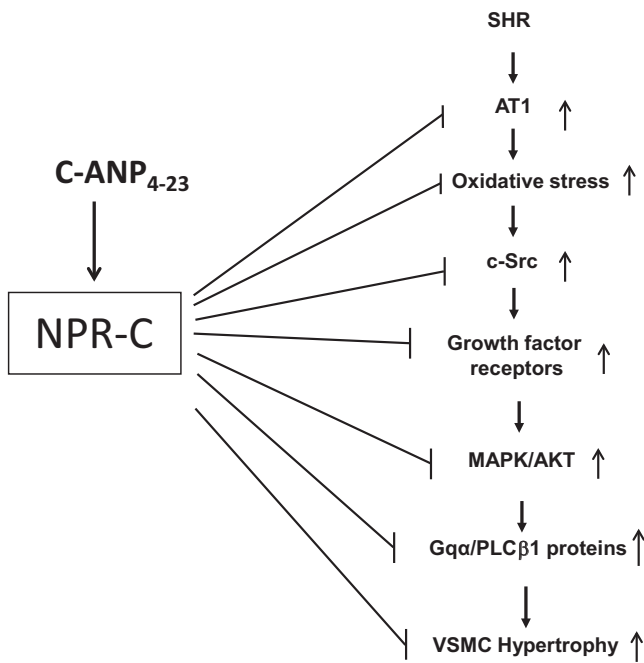 SHR
AT1 ↑
C-ANP4-23
Oxidative stress ↑
c-Src ↑
NPR-C
Growth factor
receptors ↑
MAPK/AKT ↑
Gqα/PLCβ1 proteins ↑
VSMC Hypertrophy ↑